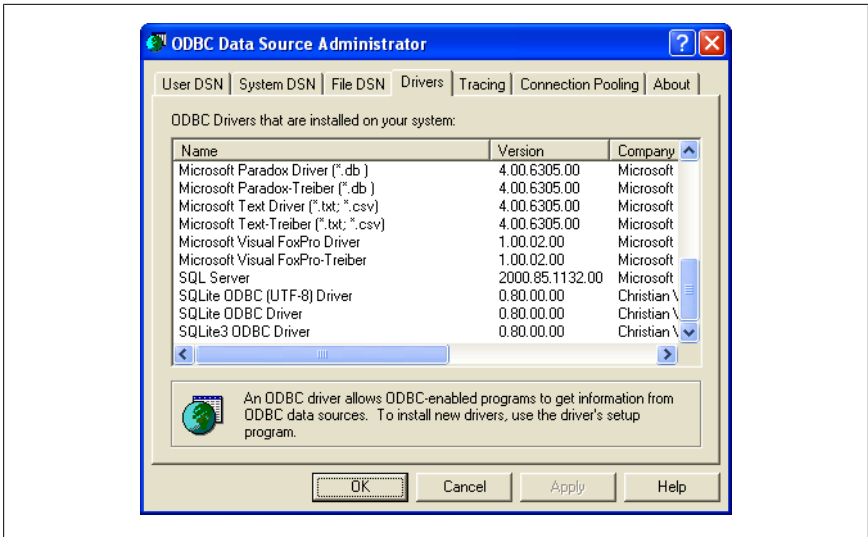 ODBC Data Source Administrator
User DSN System DSN File DSN Drivers Tracing Connection Pooling About
ODBC Drivers that are installed on your system:
Name Version Company
Microsoft Paradox Driver (*.db ) 4.00.6305.00 Microsoft
Microsoft Paradox-Treiber (*.db ) 4.00.6305.00 Microsoft
Microsoft Text Driver (*.txt; *.csv) 4.00.6305.00 Microsoft
Microsoft Text-Treiber (*.txt; *.csv) 4.00.6305.00 Microsoft
Microsoft Visual FoxPro Driver 1.00.02.00 Microsoft
Microsoft Visual FoxPro-Treiber 1.00.02.00 Microsoft
SQL Server 2000.85.1132.00 Microsoft
SQLite ODBC (UTF-8) Driver 0.80.00.00 Christian
SQLite ODBC Driver 0.80.00.00 Christian
SQLite3 ODBC Driver 0.80.00.00 Christian
An ODBC driver allows ODBC-enabled programs to get information from
ODBC data sources. To install new drivers, use the driver's setup
program.
OK Cancel Apply Help